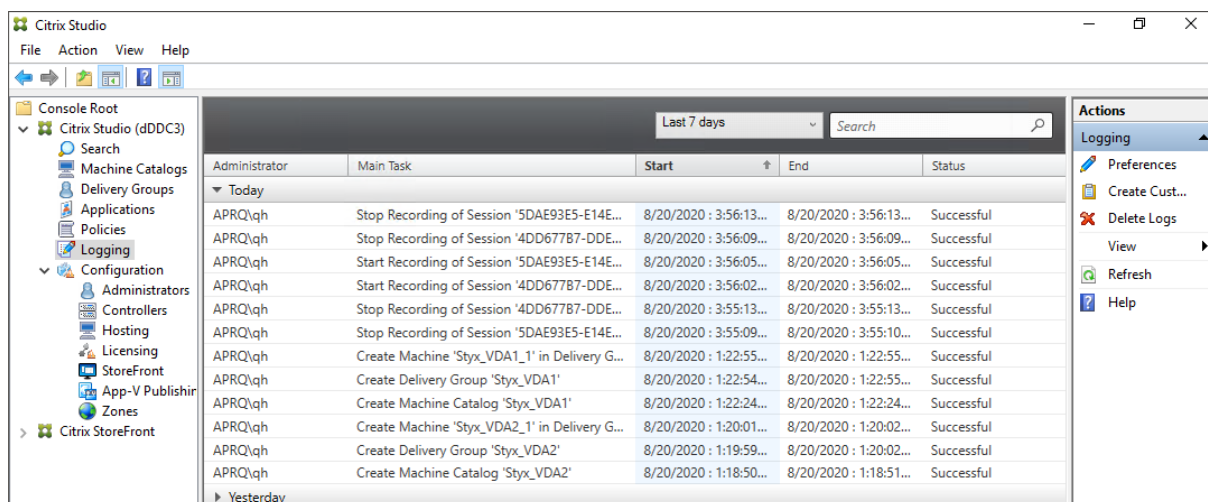 Citrix Studio
File Action View Help
Console Root
Citrix Studio (dDDC3)
Search
Machine Catalogs
Delivery Groups
Applications
Policies
Logging
Configuration
Administrators
Controllers
Hosting
Licensing
StoreFront
App-V Publishin
Zones
Citrix StoreFront
Last 7 days Search
Administrator Main Task Start End Status
Today
APRQ\qh Stop Recording of Session '5DAE93E5-E14E... 8/20/2020 : 3:56:13... 8/20/2020 : 3:56:13... Successful
APRQ\qh Stop Recording of Session '4DD677B7-DDE... 8/20/2020 : 3:56:09... 8/20/2020 : 3:56:09... Successful
APRQ\qh Start Recording of Session '5DAE93E5-E14E... 8/20/2020 : 3:56:05... 8/20/2020 : 3:56:05... Successful
APRQ\qh Start Recording of Session '4DD677B7-DDE... 8/20/2020 : 3:56:02... 8/20/2020 : 3:56:02... Successful
APRQ\qh Stop Recording of Session '4DD677B7-DDE... 8/20/2020 : 3:55:13... 8/20/2020 : 3:55:13... Successful
APRQ\qh Stop Recording of Session '5DAE93E5-E14E... 8/20/2020 : 3:55:09... 8/20/2020 : 3:55:10... Successful
APRQ\qh Create Machine 'Styx_VDA1_1' in Delivery G... 8/20/2020 : 1:22:55... 8/20/2020 : 1:22:55... Successful
APRQ\qh Create Delivery Group 'Styx_VDA1' 8/20/2020 : 1:22:54... 8/20/2020 : 1:22:55... Successful
APRQ\qh Create Machine Catalog 'Styx_VDA1' 8/20/2020 : 1:22:24... 8/20/2020 : 1:22:24... Successful
APRQ\qh Create Machine 'Styx_VDA2_1' in Delivery G... 8/20/2020 : 1:20:01... 8/20/2020 : 1:20:02... Successful
APRQ\qh Create Delivery Group 'Styx_VDA2' 8/20/2020 : 1:19:59... 8/20/2020 : 1:20:02... Successful
APRQ\qh Create Machine Catalog 'Styx_VDA2' 8/20/2020 : 1:18:50... 8/20/2020 : 1:18:51... Successful
Yesterday
Actions
Logging
Preferences
Create Cust...
Delete Logs
View
Refresh
Help